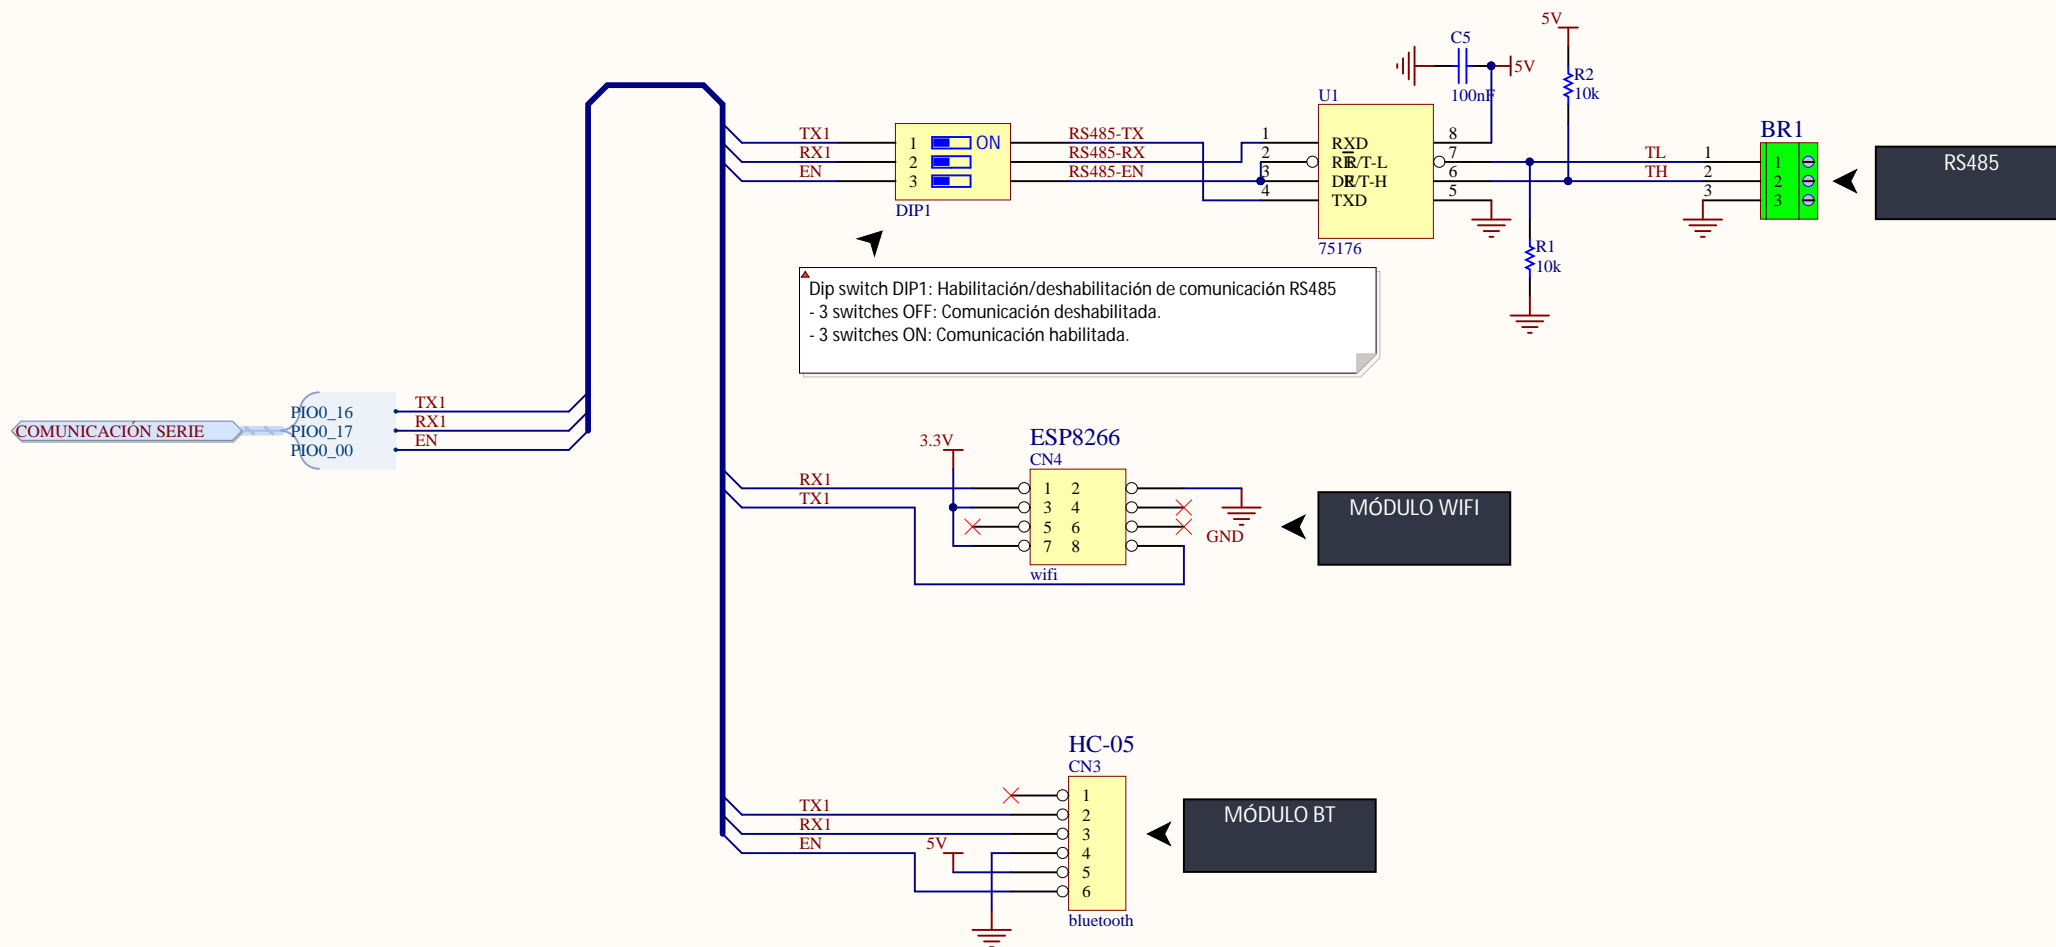 5V
C5
5V
R2
10k
100nF
U1
BR1
TX1
RX1
EN
1
2
3
ON
DIP1
RS485-TX
RS485-RX
RS485-EN
1
2
3
4
RXD
RE
DE
TXD
R/T-L
R/T-H
8
7
6
5
75176
TL
TH
1
2
3
1
2
3
RS485
R1
10k
Dip switch DIP1: Habilitación/deshabilitación de comunicación RS485
- 3 switches OFF: Comunicación deshabilitada.
- 3 switches ON: Comunicación habilitada.
COMUNICACIÓN SERIE
PIO0_16
PIO0_17
PIO0_00
TX1
RX1
EN
3.3V
ESP8266
CN4
RX1
TX1
1 2
3 4
5 6
7 8
wifi
GND
MÓDULO WIFI
HC-05
CN3
TX1
RX1
EN
5V
1
2
3
4
5
6
bluetooth
MÓDULO BT